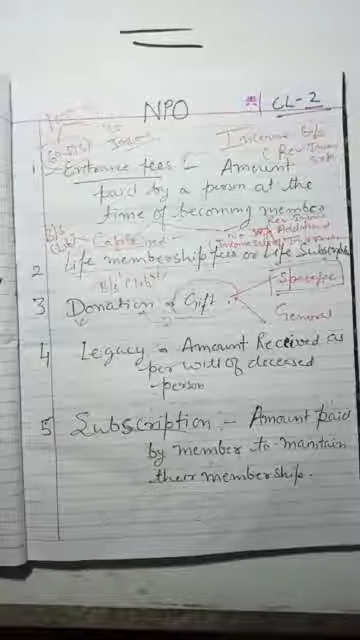 NPO
CL-2
Income
1 Entrance fees :- Amount
paid by a person at the
time of becoming member
2 Life membership fees or Life Subscrib
3 Donation or Gift
Specific
General
4 Legacy - Amount Received as
per will of deceased
- person
5 Subscription - Amount paid
by member to maintain
their membership.